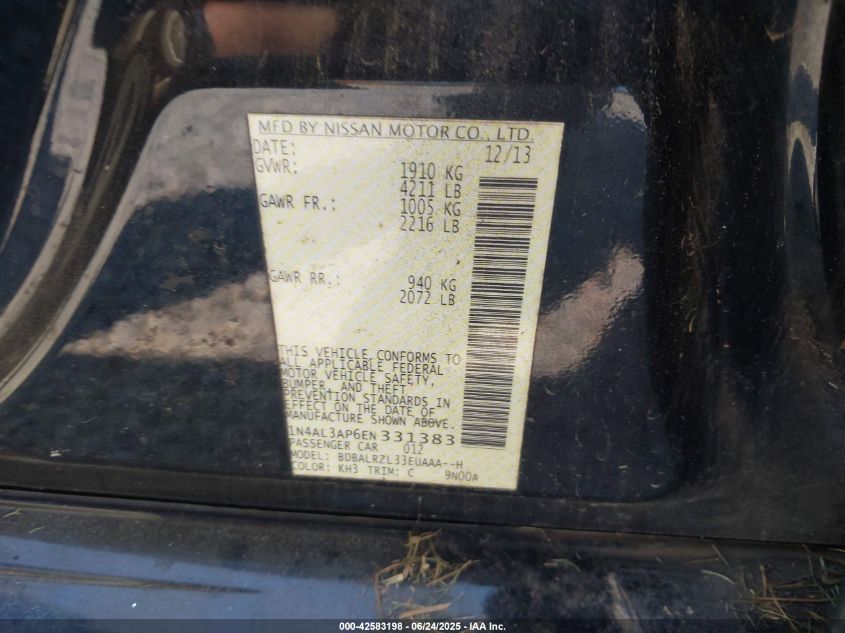 MFD BY NISSAN MOTOR CO., LTD.
DATE: 12/13
GVWR: 1910 KG
4211 LB
GAWR FR.: 1005 KG
2216 LB
GAWR RR.: 940 KG
2072 LB
THIS VEHICLE CONFORMS TO
ALL APPLICABLE FEDERAL
MOTOR VEHICLE SAFETY,
BUMPER, AND THEFT
PREVENTION STANDARDS IN
EFFECT ON THE DATE OF
MANUFACTURE SHOWN ABOVE.
1N4AL3AP6EN331383
PASSENGER CAR 012
MODEL: BDBALRZL33EUAAA--H
COLOR: KH3 TRIM: C 9N00A
000-42583198 - 06/24/2025 - IAA Inc.